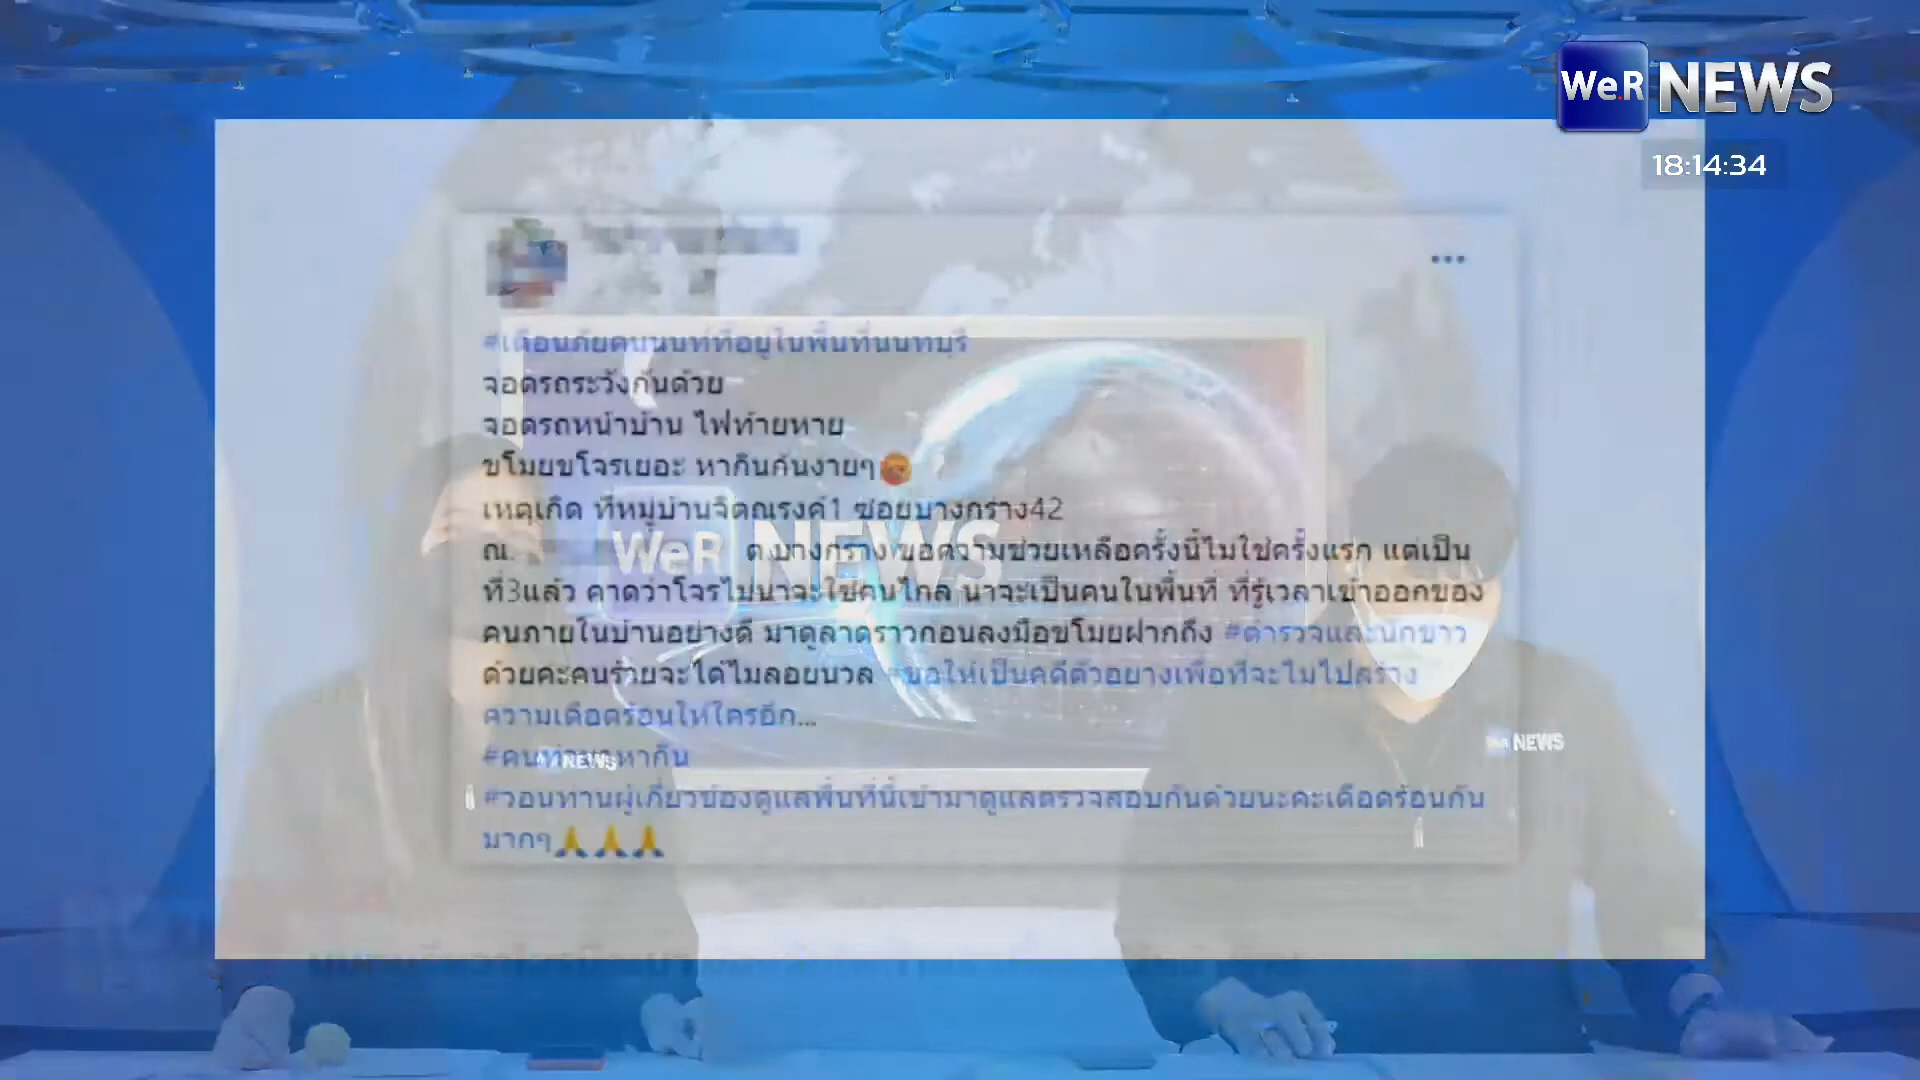 WeR NEWS
18:14:34
#เตือนภัยคนนนท์ที่อยู่ในพื้นที่นนทบุรี
จอดรถระวังกันด้วย
จอดรถหน้าบ้าน ไฟท้ายหาย
ขโมยขโจรเยอะ หากินกันง่ายๆ
เหตุเกิด ที่หมู่บ้านจิตณรงค์1 ซอยบางกร่าง42
ณ. ต.บางกร่าง ขอความช่วยเหลือครั้งนี้ไม่ใช่ครั้งแรก แต่เป็น
ที่3แล้ว คาดว่าโจรไม่น่าจะใช่คนไกล น่าจะเป็นคนในพื้นที่ ที่รู้เวลาเข้าออกของ
คนภายในบ้านอย่างดี มาดูลาดราวก่อนลงมือขโมยฝากถึง #ตำรวจและนักข่าว
ด้วยค่ะคนร้ายจะได้ไม่ลอยนวล #ขอให้เป็นคดีตัวอย่างเพื่อที่จะไม่ไปสร้าง
ความเดือดร้อนให้ใครอีก...
#คนทำมาหากิน
#วอนท่านผู้เกี่ยวข้องดูแลพื้นที่นี้เข้ามาดูแลตรวจสอบกันด้วยนะคะเดือดร้อนกัน
มากๆ🙏🙏🙏
WeR NEWS
NEWS
NEWS